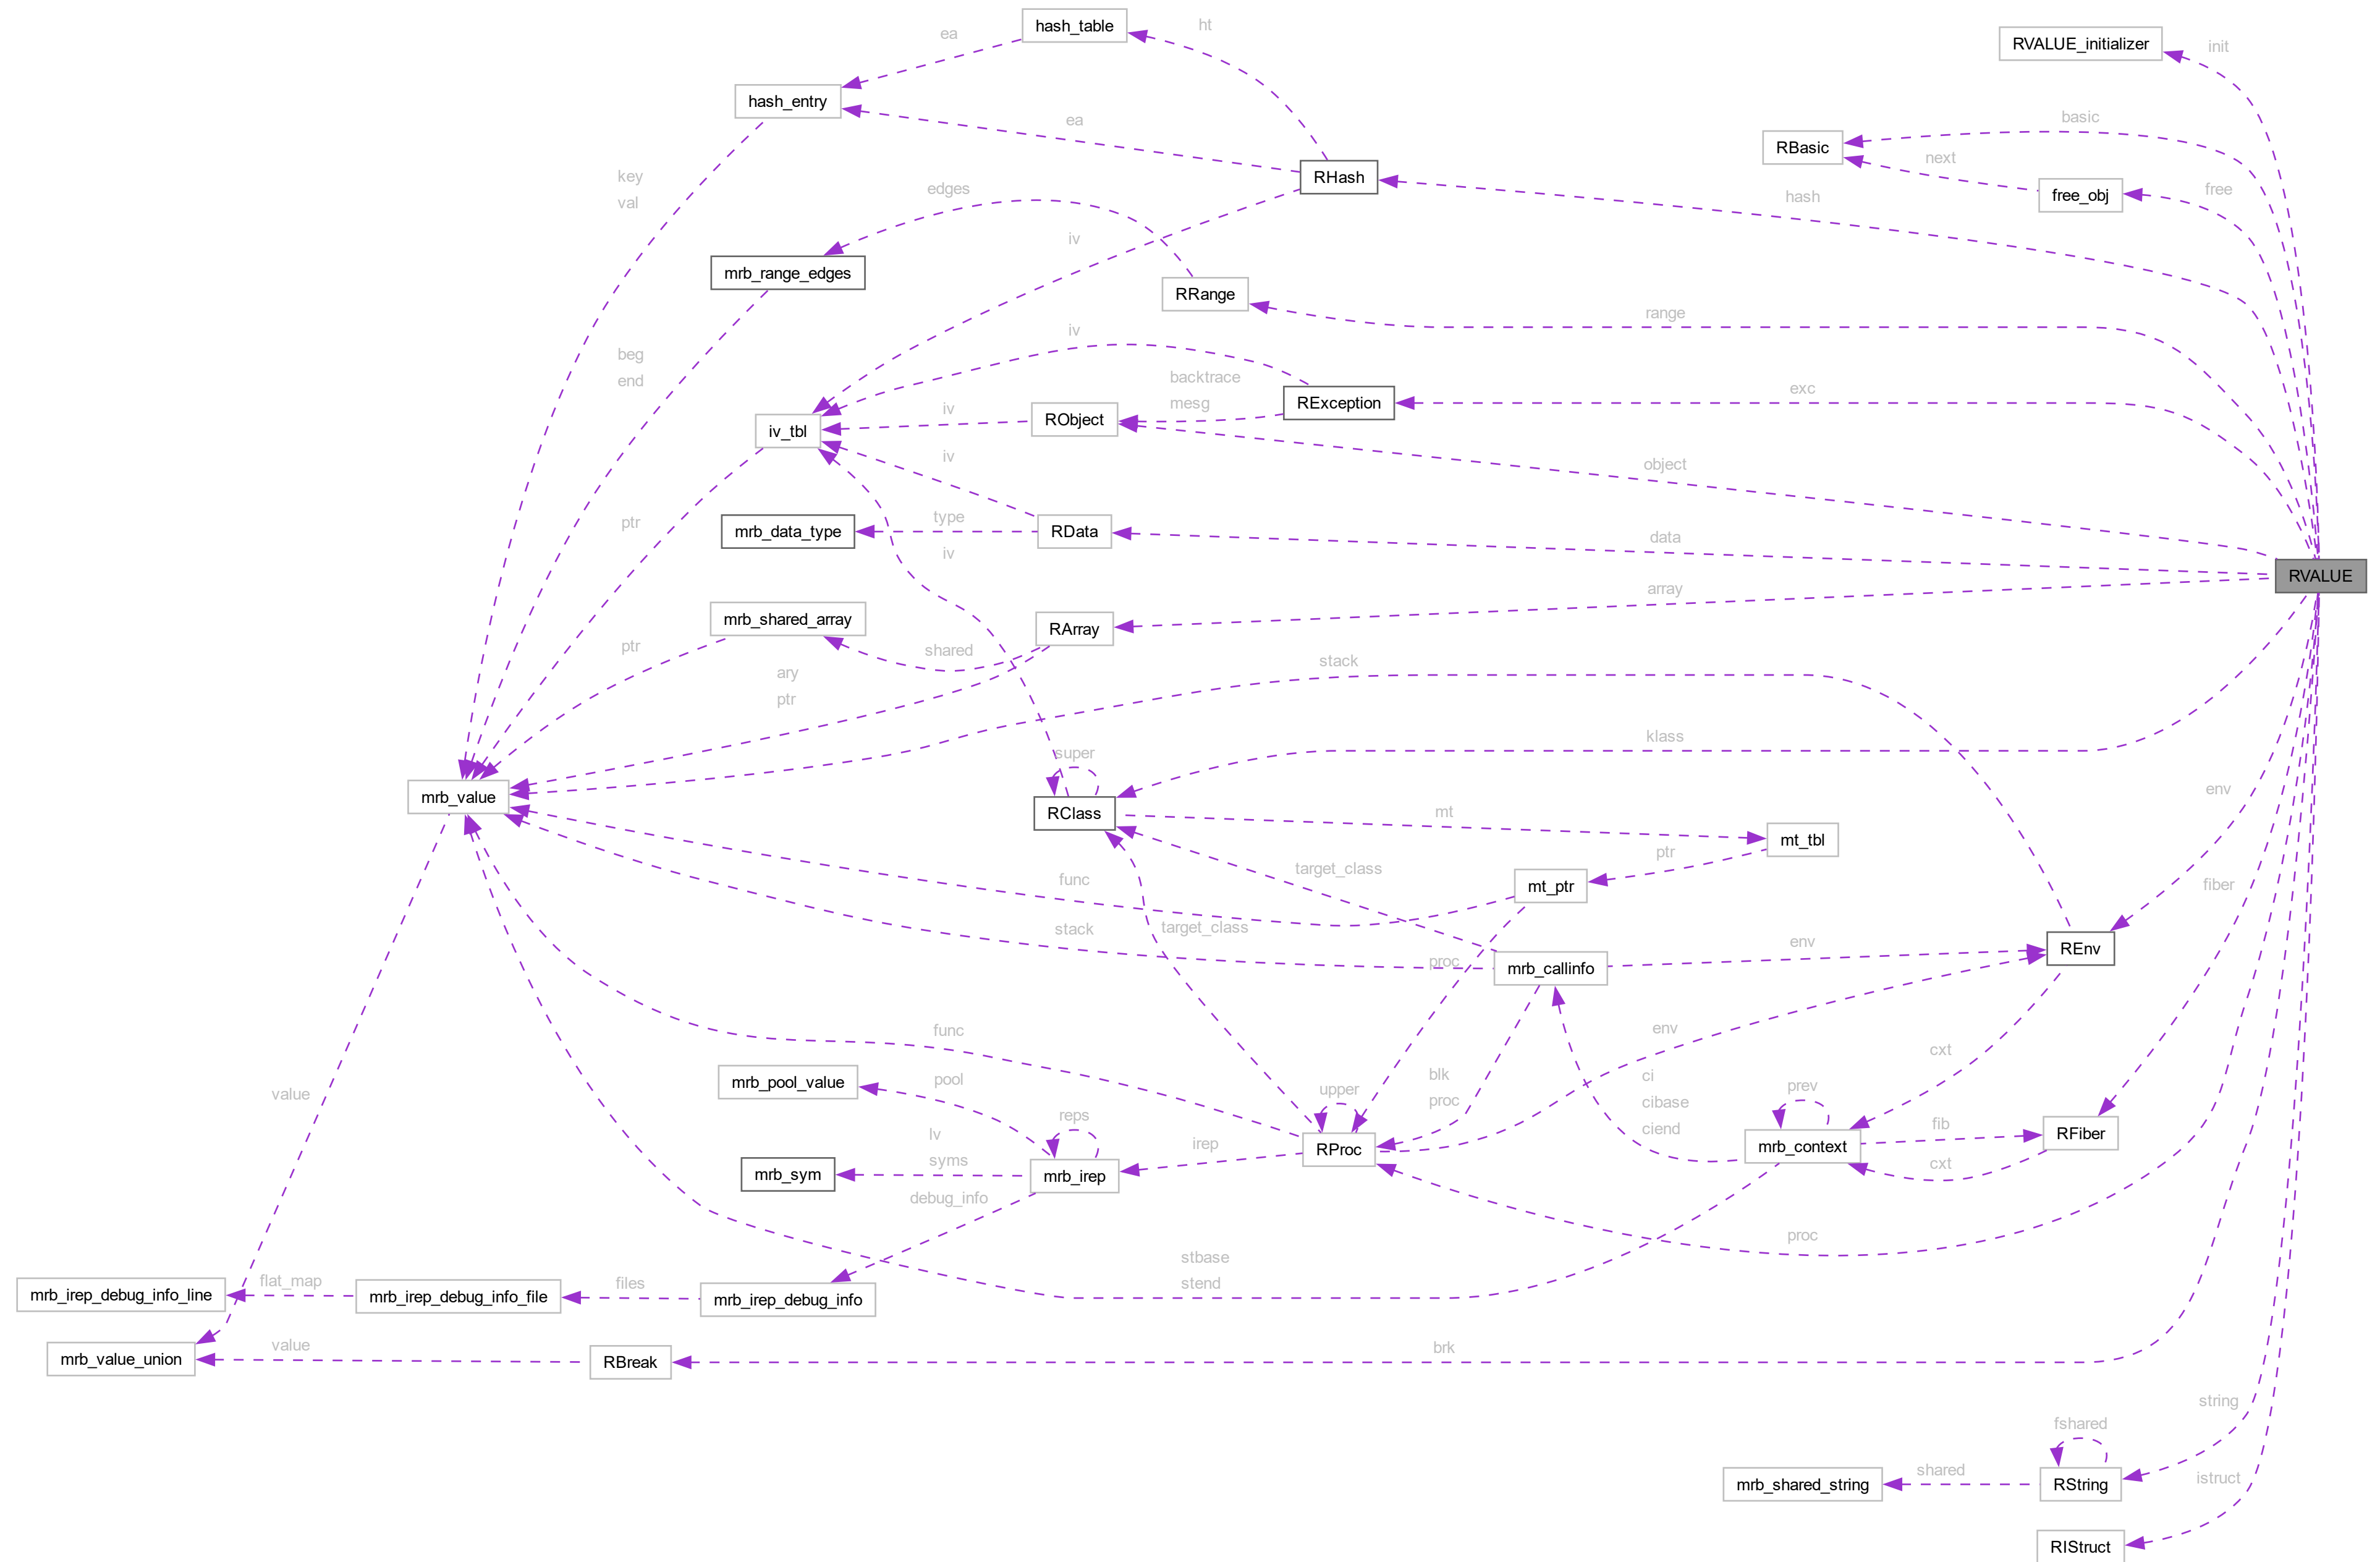 hash_table
ht
ea
RVALUE_initializer
init
hash_entry
ea
basic
RBasic
next
free_obj
free
RHash
hash
key
val
edges
iv
mrb_range_edges
RRange
range
iv
beg
end
backtrace
mesg
RException
exc
iv_tbl
iv
RObject
object
iv
ptr
mrb_data_type
type
RData
data
iv
RVALUE
array
mrb_shared_array
RArray
shared
ptr
ary
ptr
stack
klass
super
mrb_value
RClass
mt
mt_tbl
env
ptr
target_class
func
mt_ptr
fiber
stack
target_class
proc
mrb_callinfo
env
REnv
func
env
cxt
mrb_pool_value
pool
blk
proc
ci
cibase
ciend
value
reps
upper
prev
lv
syms
irep
RProc
mrb_context
fib
RFiber
cxt
mrb_sym
mrb_irep
debug_info
proc
stbase
stend
mrb_irep_debug_info_line
flat_map
mrb_irep_debug_info_file
files
mrb_irep_debug_info
mrb_value_union
value
RBreak
brk
string
fshared
mrb_shared_string
shared
RString
istruct
RIStruct